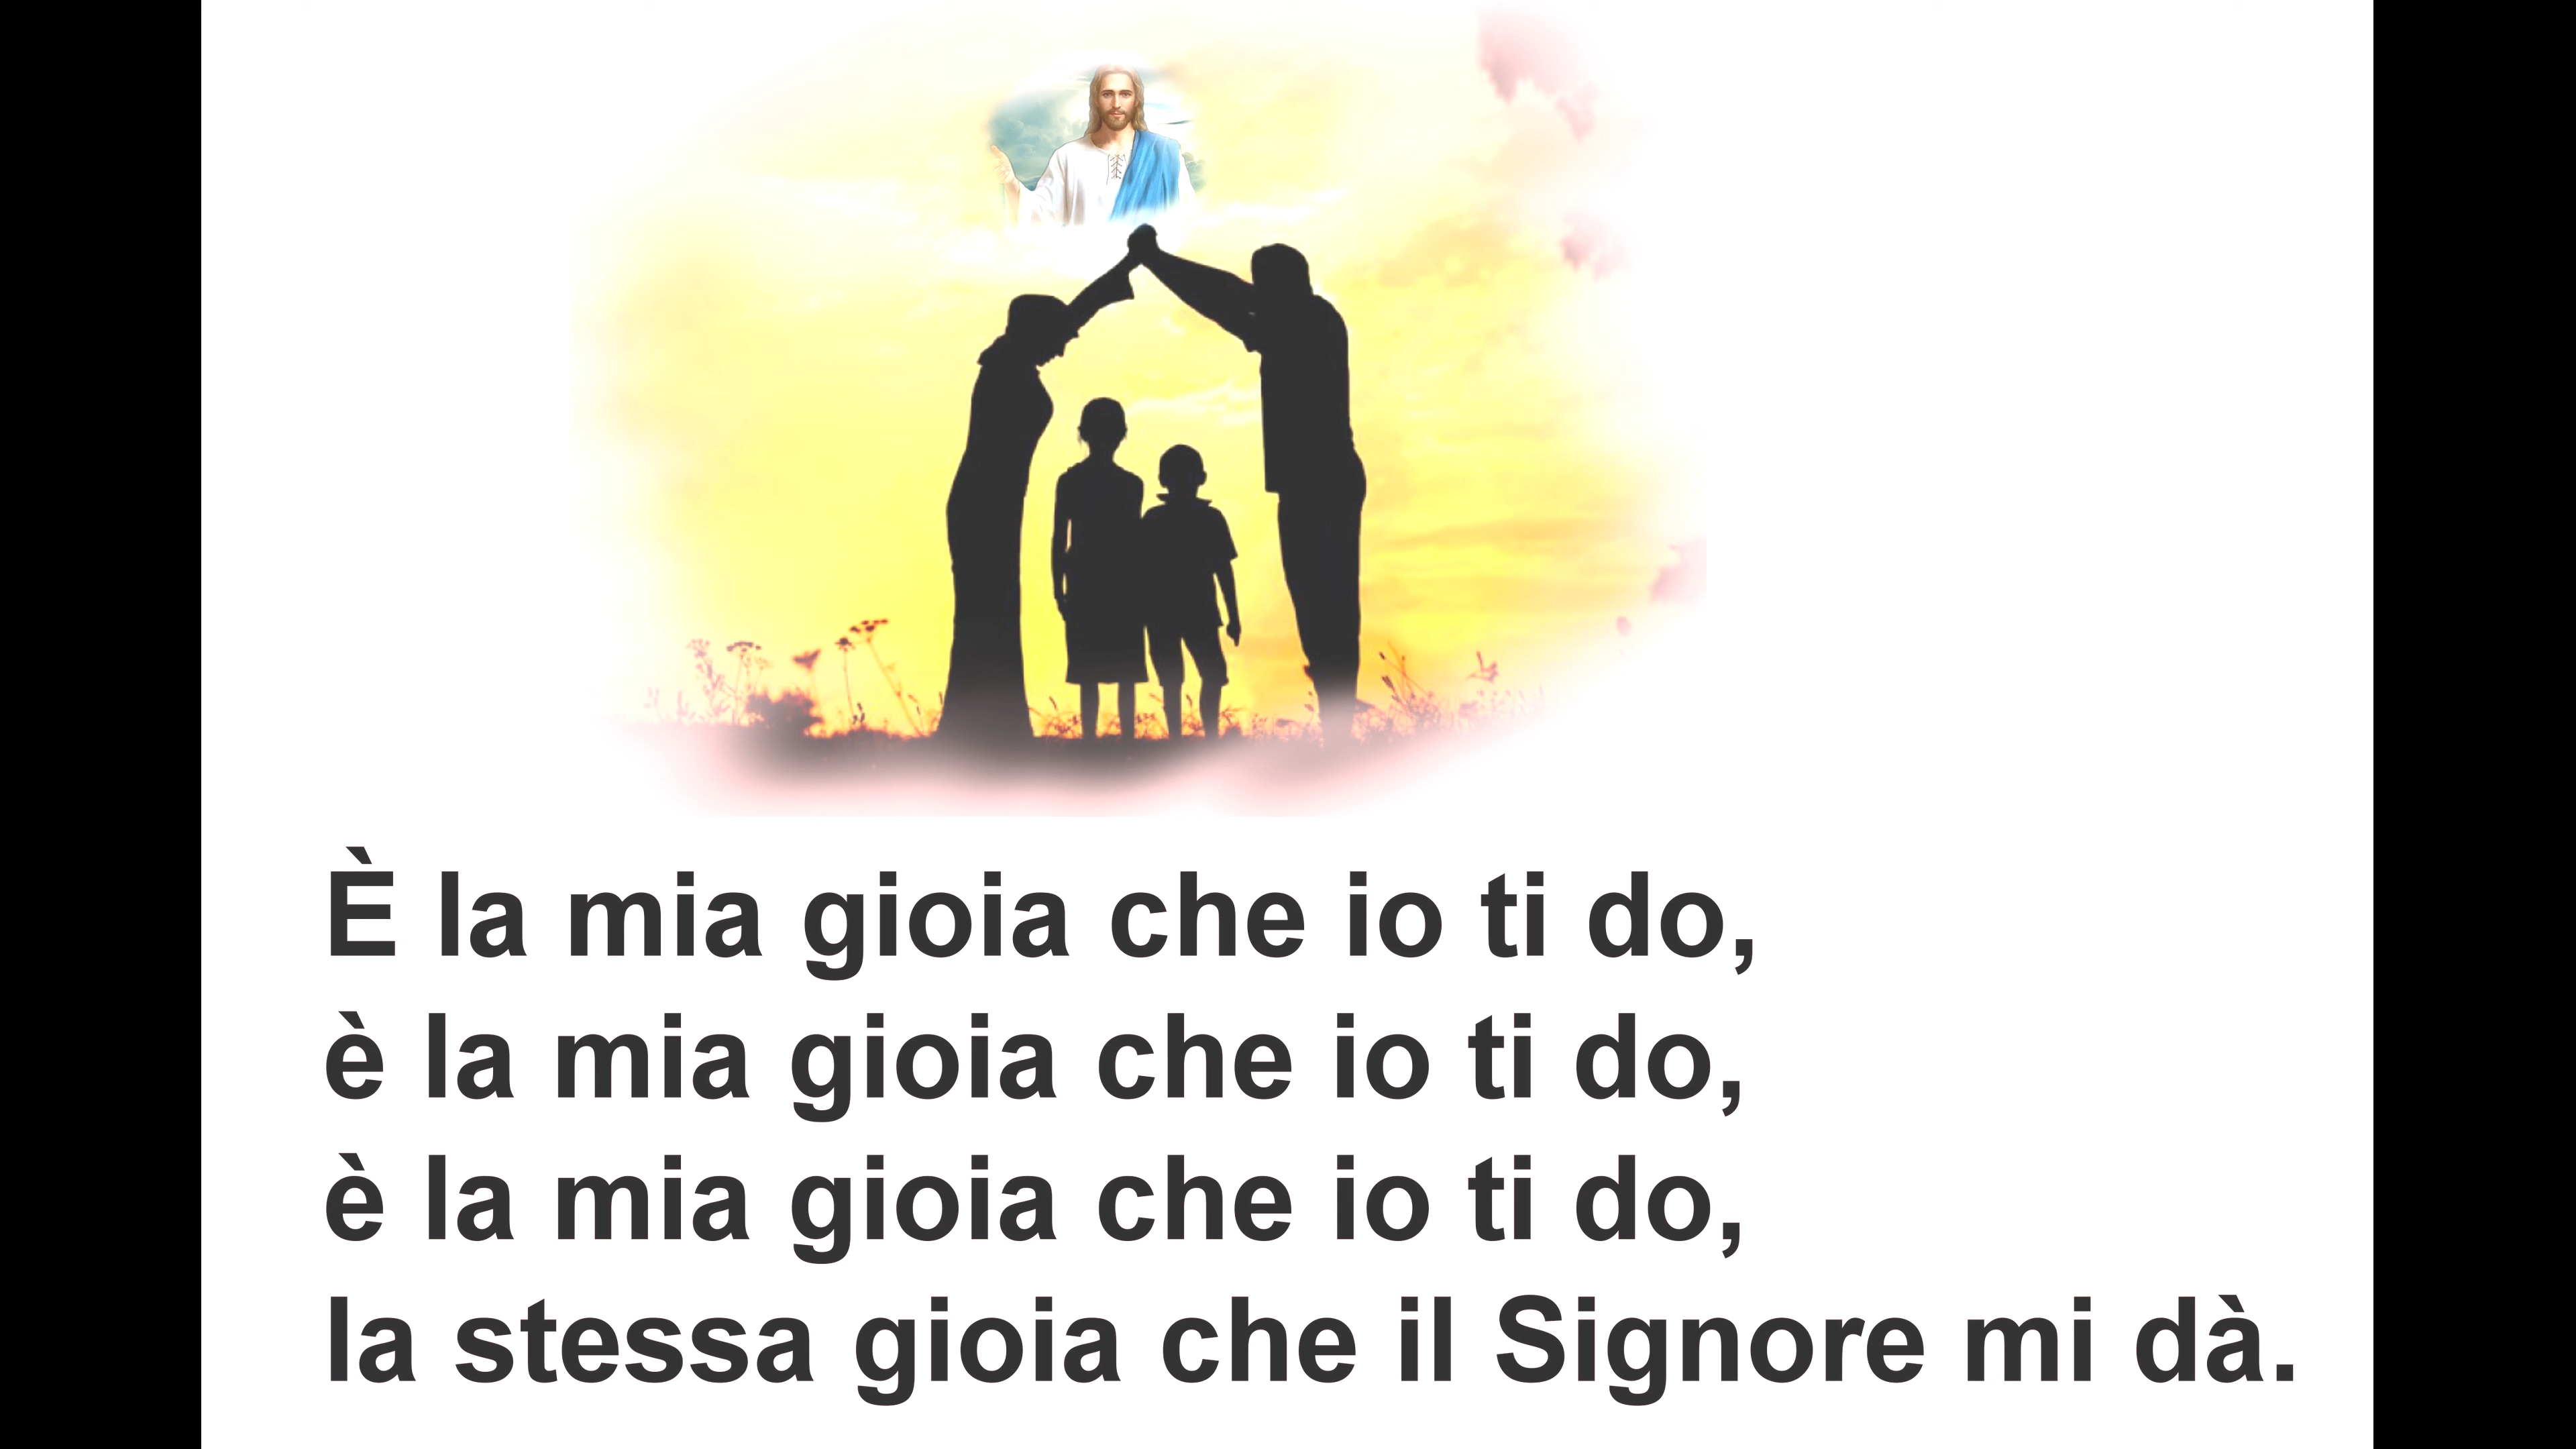 È la mia gioia che io ti do,
è la mia gioia che io ti do,
è la mia gioia che io ti do,
la stessa gioia che il Signore mi dà.